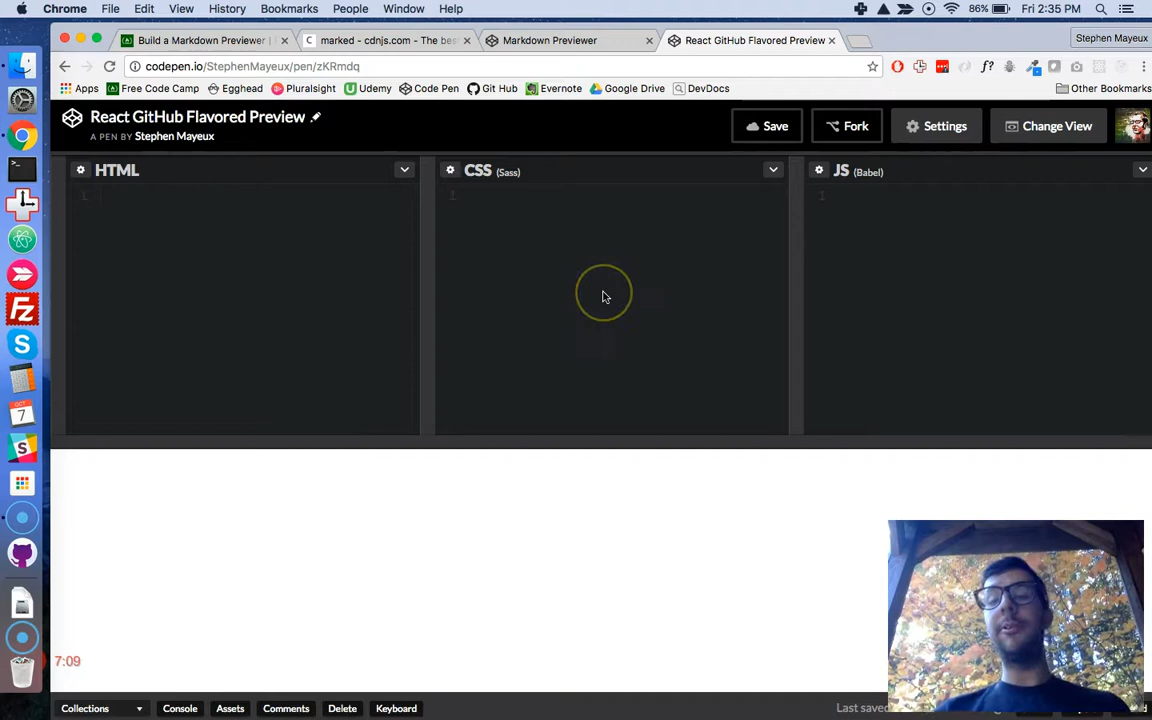 Chrome File Edit View History Bookmarks People Window Help 86% Fri 2:35 PM
Build a Markdown Previewer | marked - cdnjs.com - The bes Markdown Previewer React GitHub Flavored Preview Stephen Mayeux
codepen.io/StephenMayeux/pen/zKRmdq f?
Apps Free Code Camp Egghead Pluralsight Udemy Code Pen Git Hub Evernote Google Drive DevDocs Other Bookmarks
React GitHub Flavored Preview
A PEN BY Stephen Mayeux
Save Fork Settings Change View
HTML CSS (Sass) JS (Babel)
1 1 1
7:09
Collections Console Assets Comments Delete Keyboard Last saved